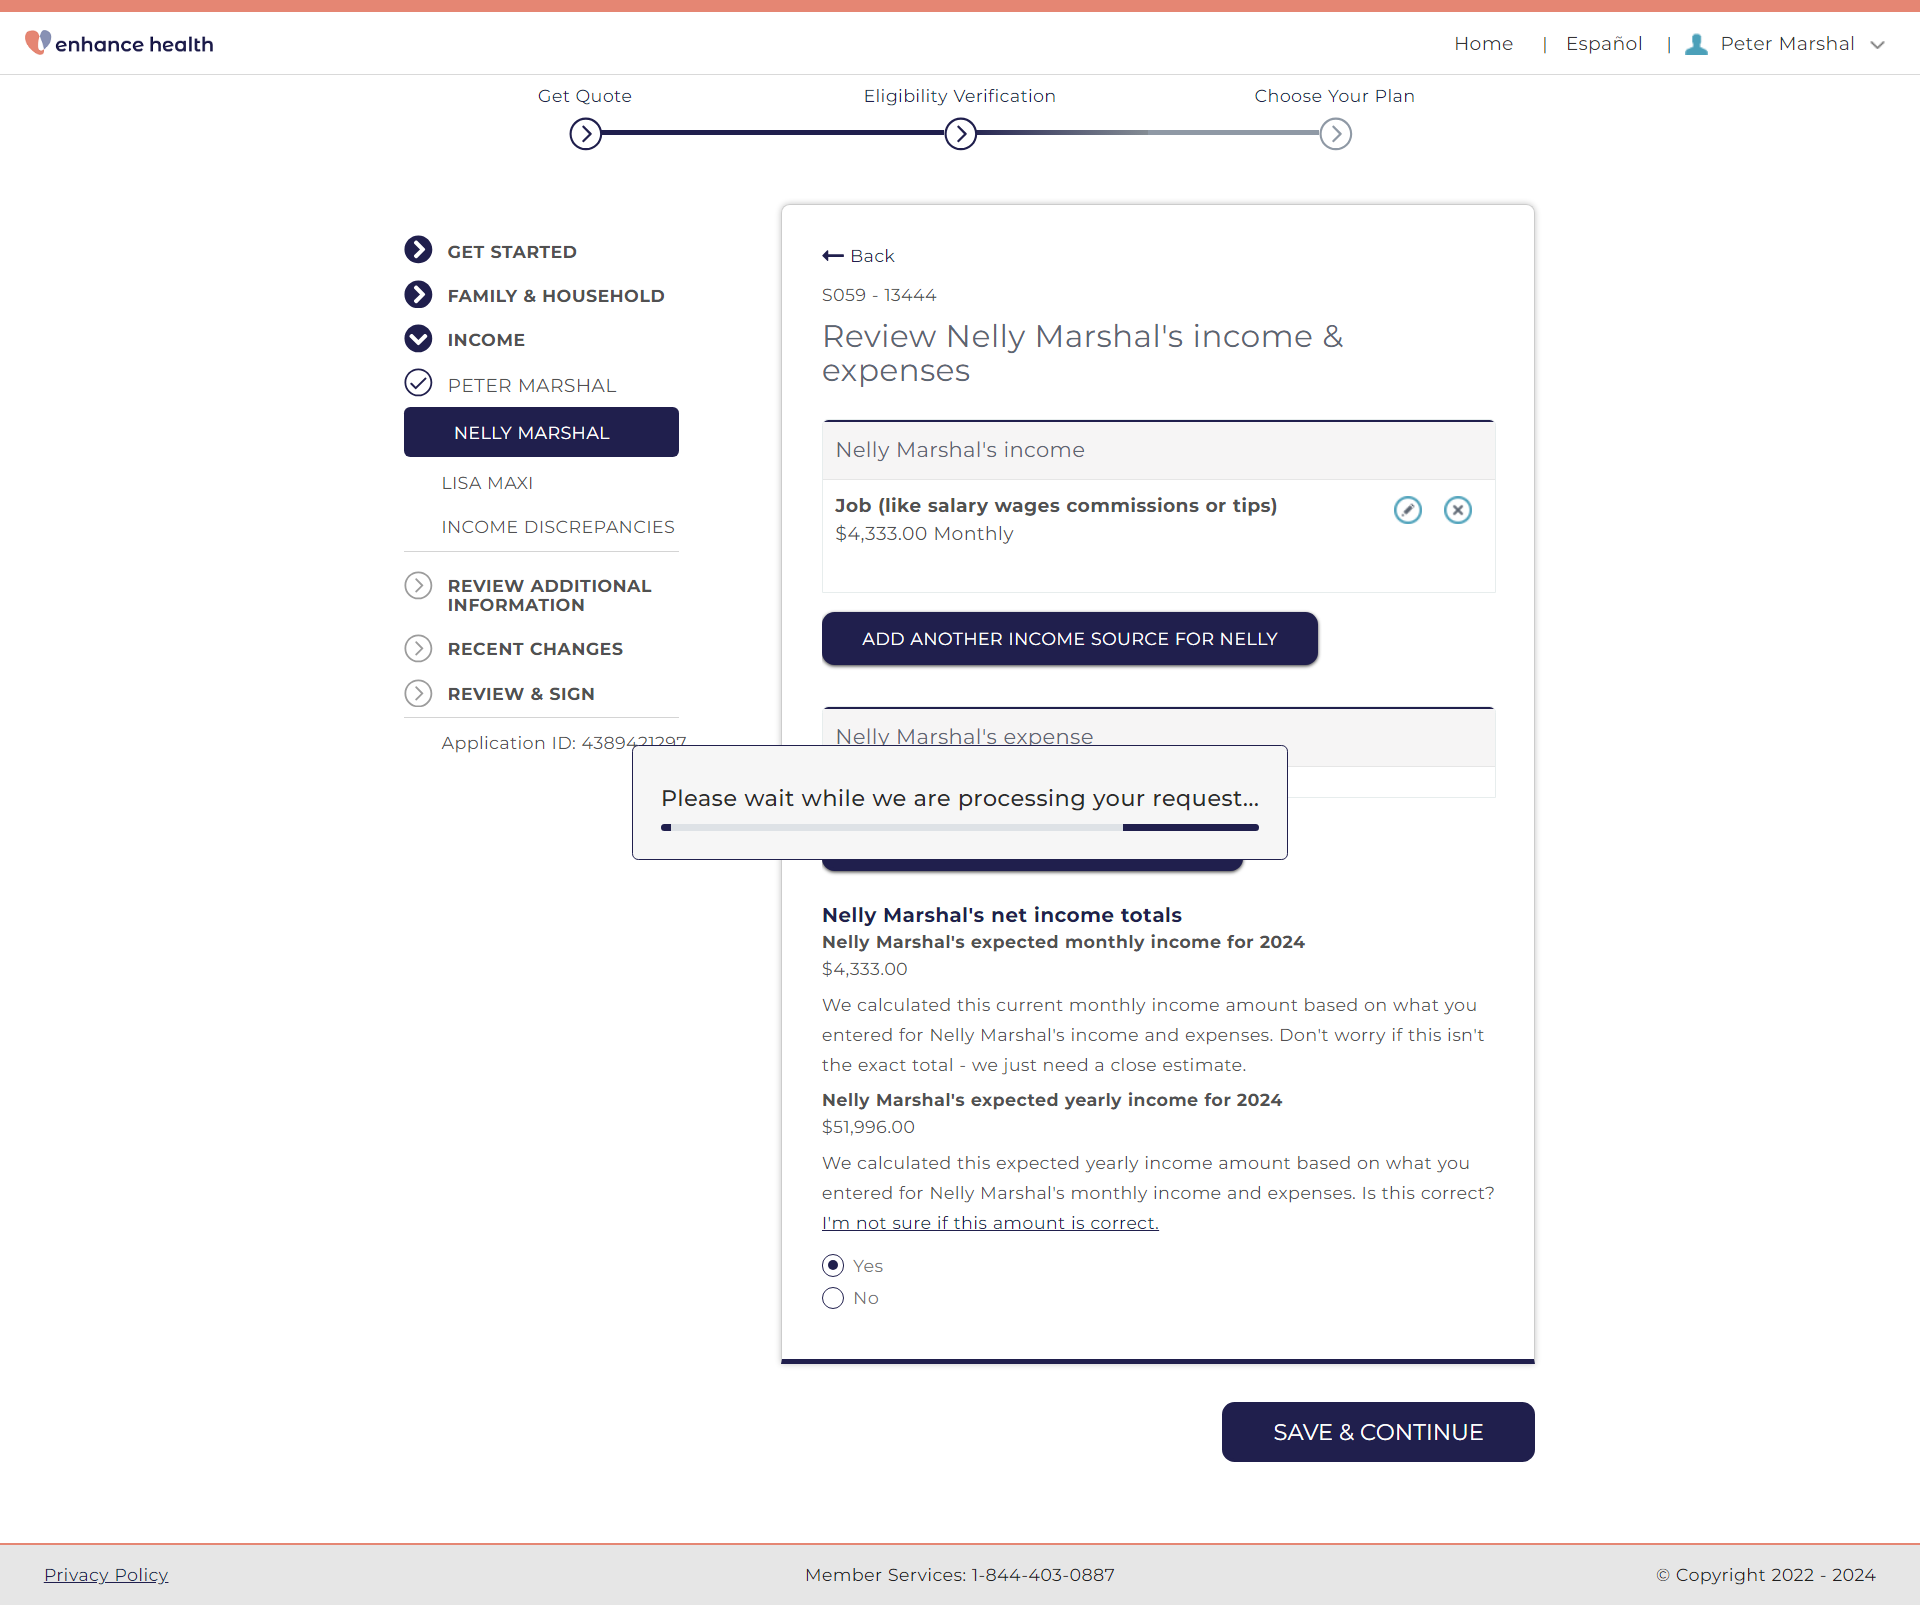 enhance health
Home | Español | Peter Marshal
Get Quote
Eligibility Verification
Choose Your Plan
GET STARTED
FAMILY & HOUSEHOLD
INCOME
PETER MARSHAL
NELLY MARSHAL
LISA MAXI
INCOME DISCREPANCIES
REVIEW ADDITIONAL
INFORMATION
RECENT CHANGES
REVIEW & SIGN
Application ID: 4389421297
Back
S059 - 13444
Review Nelly Marshal's income &
expenses
Nelly Marshal's income
Job (like salary wages commissions or tips)
$4,333.00 Monthly
ADD ANOTHER INCOME SOURCE FOR NELLY
Nelly Marshal's expense
Please wait while we are processing your request...
Nelly Marshal's net income totals
Nelly Marshal's expected monthly income for 2024
$4,333.00
We calculated this current monthly income amount based on what you
entered for Nelly Marshal's income and expenses. Don't worry if this isn't
the exact total - we just need a close estimate.
Nelly Marshal's expected yearly income for 2024
$51,996.00
We calculated this expected yearly income amount based on what you
entered for Nelly Marshal's monthly income and expenses. Is this correct?
I'm not sure if this amount is correct.
Yes
No
SAVE & CONTINUE
Privacy Policy
Member Services: 1-844-403-0887
© Copyright 2022 - 2024